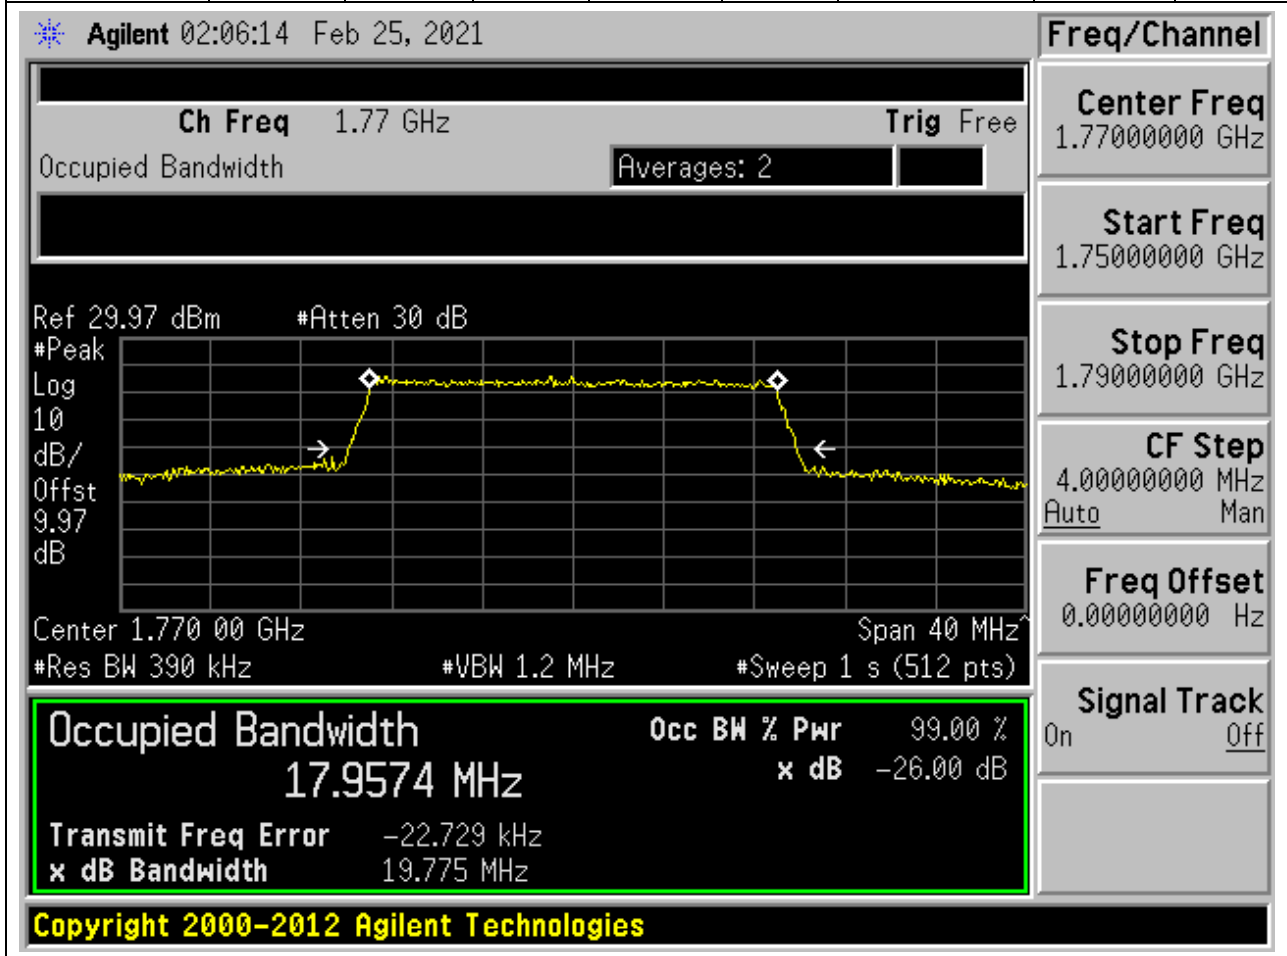 Agilent 02:06:14 Feb 25, 2021
Freq/Channel
Ch Freq 1.77 GHz Trig Free
Occupied Bandwidth Averages: 2
Center Freq
1.77000000 GHz
Start Freq
1.75000000 GHz
Stop Freq
1.79000000 GHz
CF Step
4.00000000 MHz
Auto Man
Freq Offset
0.00000000 Hz
Signal Track
On Off
Ref 29.97 dBm #Atten 30 dB
#Peak
Log
10
dB/
Offst
9.97
dB
Center 1.770 00 GHz Span 40 MHz^
#Res BW 390 kHz #VBW 1.2 MHz #Sweep 1 s (512 pts)
Occupied Bandwidth Occ BW % Pwr 99.00 %
17.9574 MHz x dB -26.00 dB
Transmit Freq Error -22.729 kHz
x dB Bandwidth 19.775 MHz
Copyright 2000-2012 Agilent Technologies